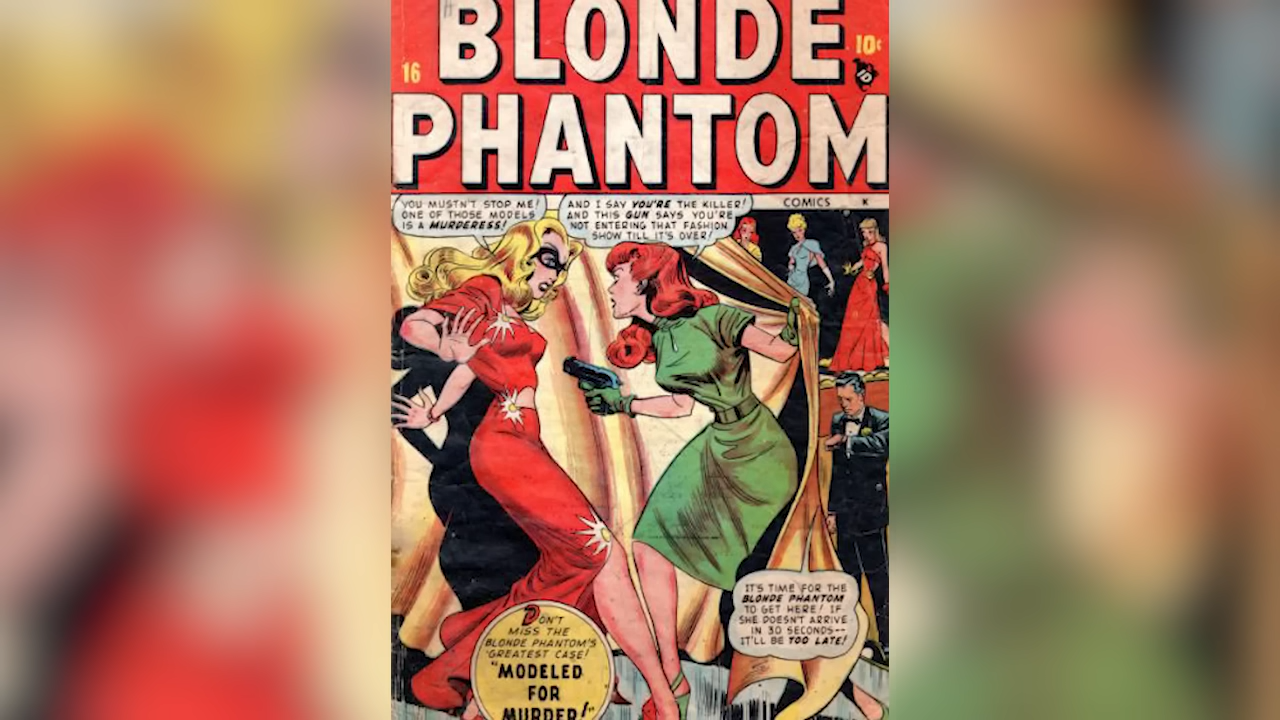 BLONDE
10¢
16
PHANTOM
COMICS
K
YOU MUSTN'T STOP ME!
ONE OF THOSE MODELS
IS A MURDERESS!
AND I SAY YOU'RE THE KILLER!
AND THIS GUN SAYS YOU'RE
NOT ENTERING THAT FASHION
SHOW TILL IT'S OVER!
IT'S TIME FOR THE
BLONDE PHANTOM
TO GET HERE! IF
SHE DOESN'T ARRIVE
IN 30 SECONDS--
IT'LL BE TOO LATE!
DON'T
MISS THE
BLONDE PHANTOM'S
GREATEST CASE!
"MODELED
FOR
MURDER!"